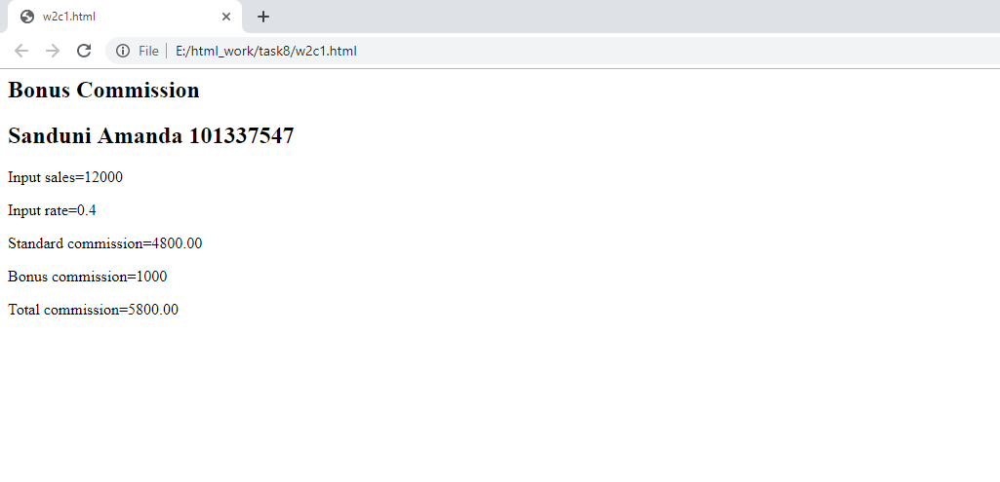 w2c1.html
File
E:/html_work/task8/w2c1.html
Bonus Commission
Sanduni Amanda 101337547
Input sales=12000
Input rate=0.4
Standard commission=4800.00
Bonus commission=1000
Total commission=5800.00